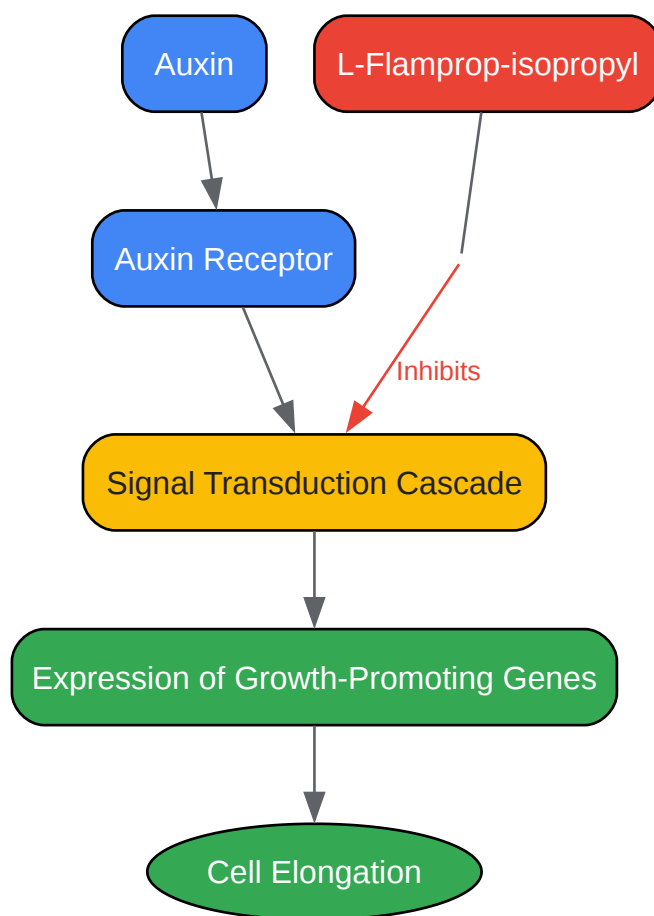 Auxin
L-Flamprop-isopropyl
Auxin Receptor
Inhibits
Signal Transduction Cascade
Expression of Growth-Promoting Genes
Cell Elongation